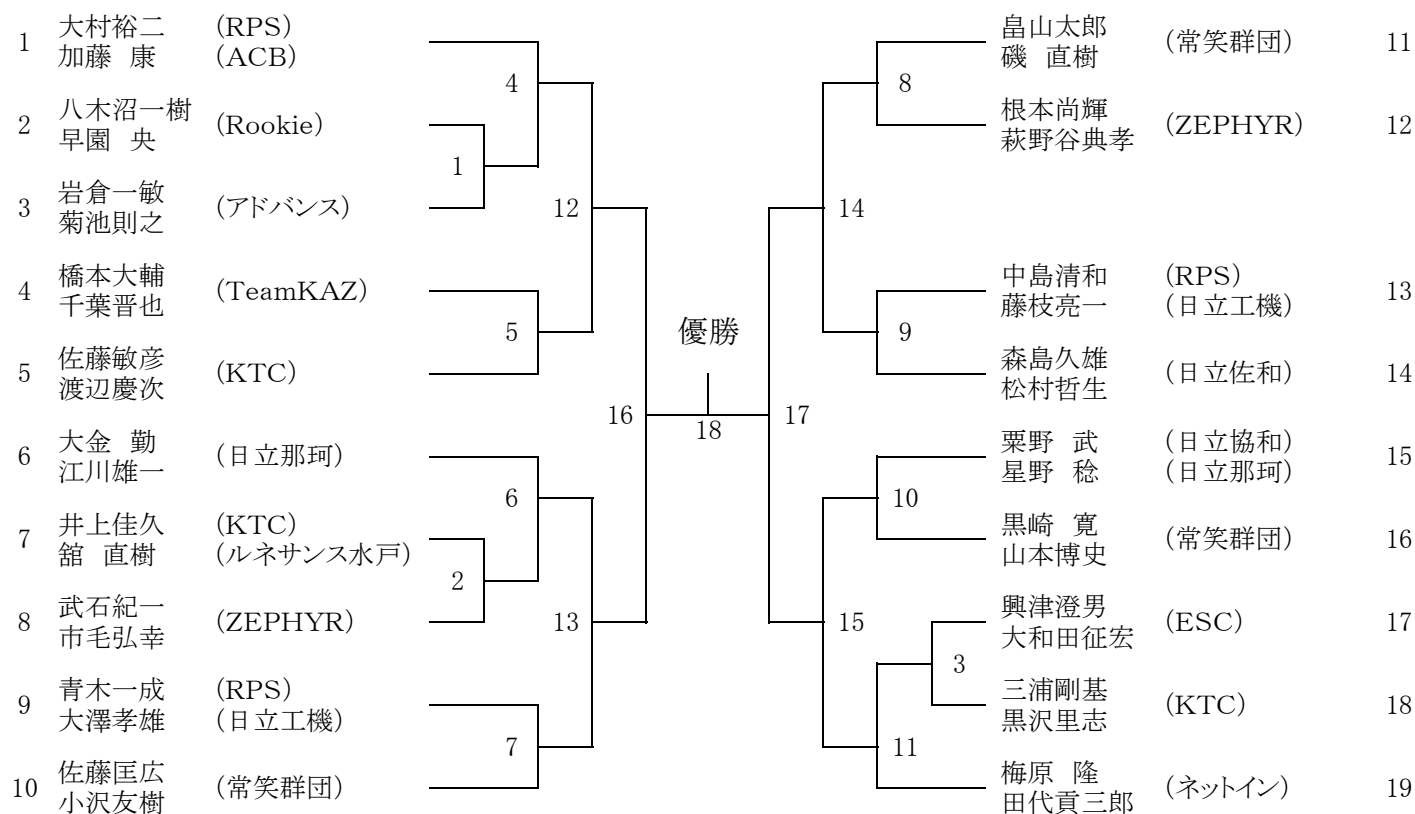 1 大村裕二 (RPS)
加藤 康 (ACB)
2 八木沼一樹 (Rookie)
早園 央
3 岩倉一敏 (アドバンス)
菊池則之
4 橋本大輔 (TeamKAZ)
千葉晋也
5 佐藤敏彦 (KTC)
渡辺慶次
6 大金 勤 (日立那珂)
江川雄一
7 井上佳久 (KTC)
舘 直樹 (ルネサンス水戸)
8 武石紀一 (ZEPHYR)
市毛弘幸
9 青木一成 (RPS)
大澤孝雄 (日立工機)
10 佐藤匡広 (常笑群団)
小沢友樹
4
1
12
5
16
6
2
13
7
優勝
18
8
14
9
17
10
15
3
11
畠山太郎 (常笑群団) 11
磯 直樹
根本尚輝 (ZEPHYR) 12
萩野谷典孝
中島清和 (RPS) 13
藤枝亮一 (日立工機)
森島久雄 (日立佐和) 14
松村哲生
粟野 武 (日立協和) 15
星野 稔 (日立那珂)
黒崎 寛 (常笑群団) 16
山本博史
興津澄男 (ESC) 17
大和田征宏
三浦剛基 (KTC) 18
黒沢里志
梅原 隆 (ネットイン) 19
田代貢三郎